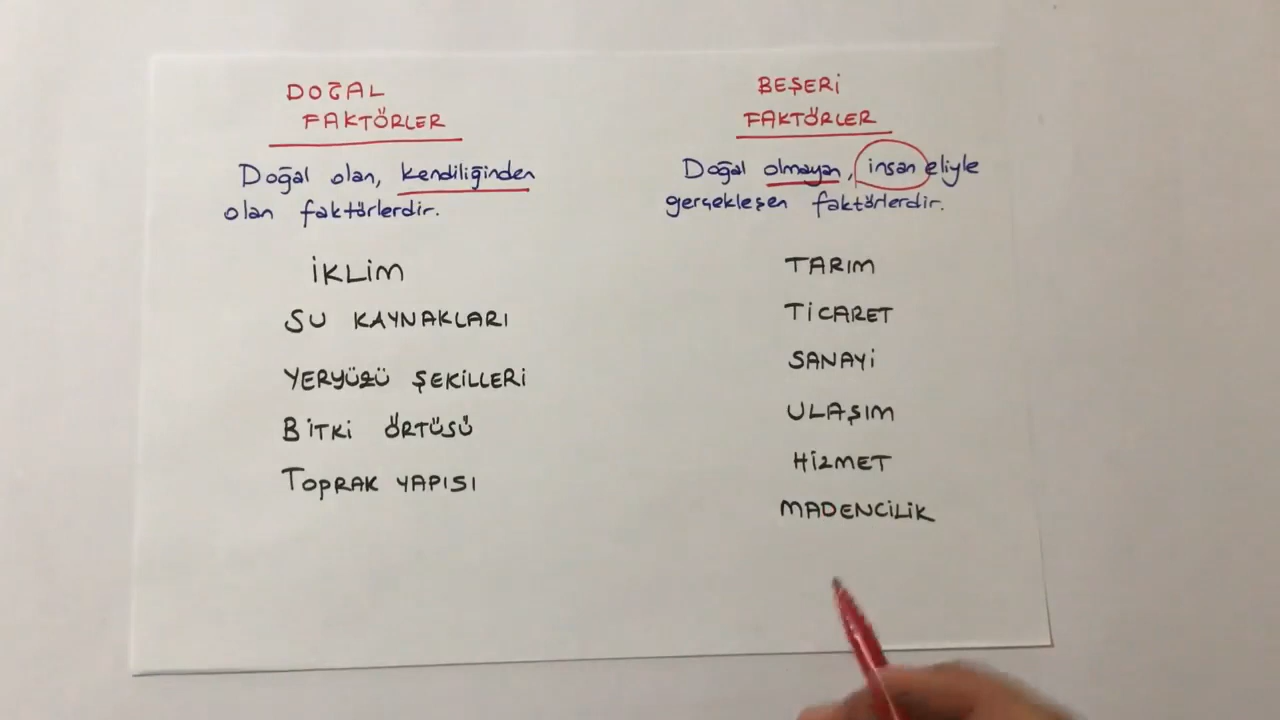 DOĞAL
FAKTÖRLER
Doğal olan, kendiliğinden
olan faktörlerdir.
İKLİM
SU KAYNAKLARI
YERYÜZÜ ŞEKİLLERİ
BİTKİ ÖRTÜSÜ
TOPRAK YAPISI
BEŞERİ
FAKTÖRLER
Doğal olmayan, insan eliyle
gerçekleşen faktörlerdir.
TARIM
TİCARET
SANAYİ
ULAŞIM
HİZMET
MADENCİLİK